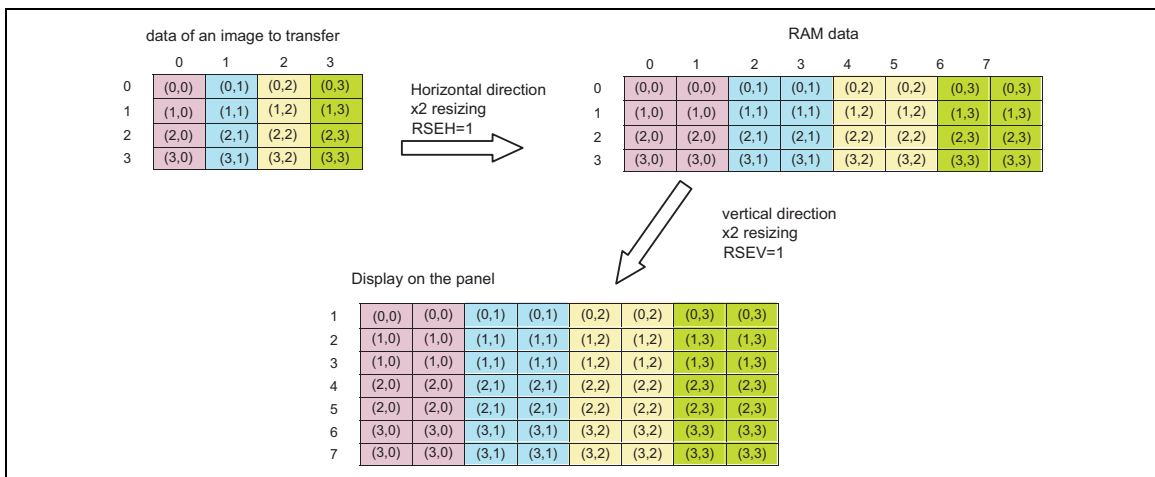 data of an image to transfer
0 1 2 3
0 (0,0) (0,1) (0,2) (0,3)
1 (1,0) (1,1) (1,2) (1,3)
2 (2,0) (2,1) (2,2) (2,3)
3 (3,0) (3,1) (3,2) (3,3)
Horizontal direction
x2 resizing
RSEH=1
RAM data
0 1 2 3 4 5 6 7
0 (0,0) (0,0) (0,1) (0,1) (0,2) (0,2) (0,3) (0,3)
1 (1,0) (1,0) (1,1) (1,1) (1,2) (1,2) (1,3) (1,3)
2 (2,0) (2,0) (2,1) (2,1) (2,2) (2,2) (2,3) (2,3)
3 (3,0) (3,0) (3,1) (3,1) (3,2) (3,2) (3,3) (3,3)
vertical direction
x2 resizing
RSEV=1
Display on the panel
1 (0,0) (0,0) (0,1) (0,1) (0,2) (0,2) (0,3) (0,3)
2 (1,0) (1,0) (1,1) (1,1) (1,2) (1,2) (1,3) (1,3)
3 (1,0) (1,0) (1,1) (1,1) (1,2) (1,2) (1,3) (1,3)
4 (2,0) (2,0) (2,1) (2,1) (2,2) (2,2) (2,3) (2,3)
5 (2,0) (2,0) (2,1) (2,1) (2,2) (2,2) (2,3) (2,3)
6 (3,0) (3,0) (3,1) (3,1) (3,2) (3,2) (3,3) (3,3)
7 (3,0) (3,0) (3,1) (3,1) (3,2) (3,2) (3,3) (3,3)